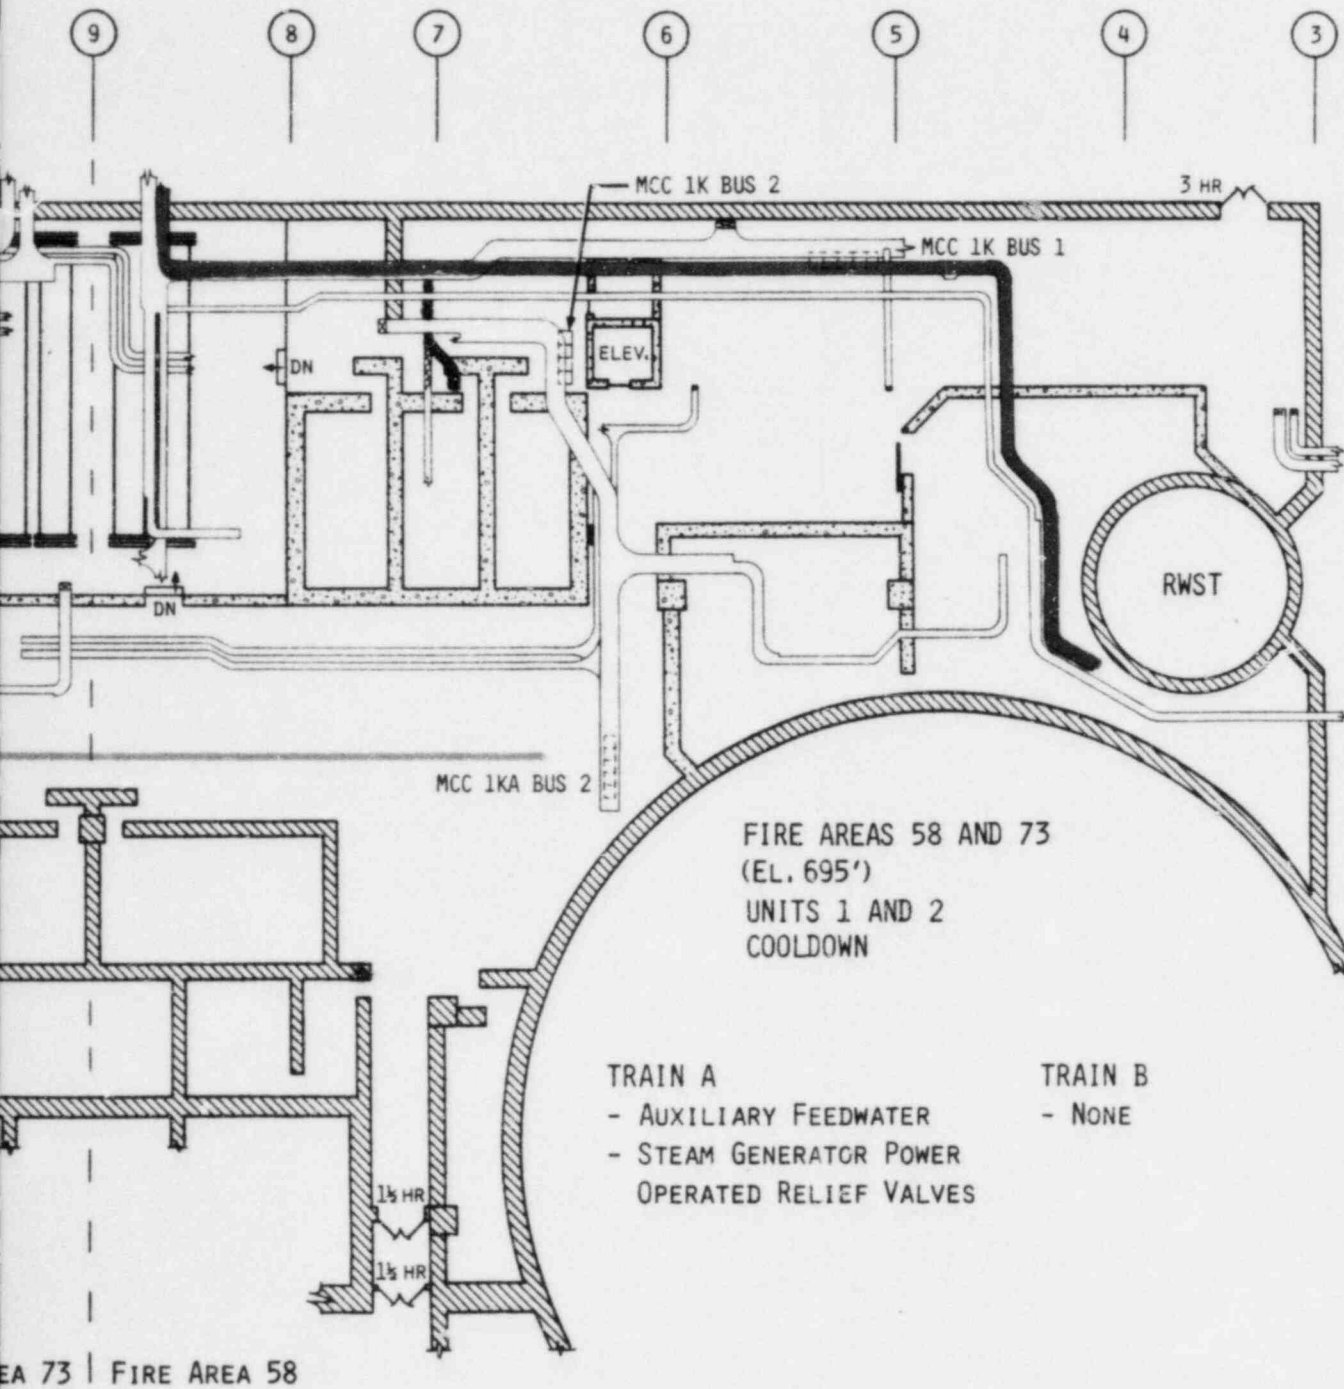 9 8 7 6 5 4 3
MCC 1K BUS 2
3 HR
MCC 1K BUS 1
ELEV.
DN
RWST
DN
MCC 1KA BUS 2
FIRE AREAS 58 AND 73
(EL. 695')
UNITS 1 AND 2
COOLDOWN
TRAIN A
- AUXILIARY FEEDWATER
- STEAM GENERATOR POWER
OPERATED RELIEF VALVES
TRAIN B
- NONE
1½ HR
1½ HR
EA 73 | FIRE AREA 58